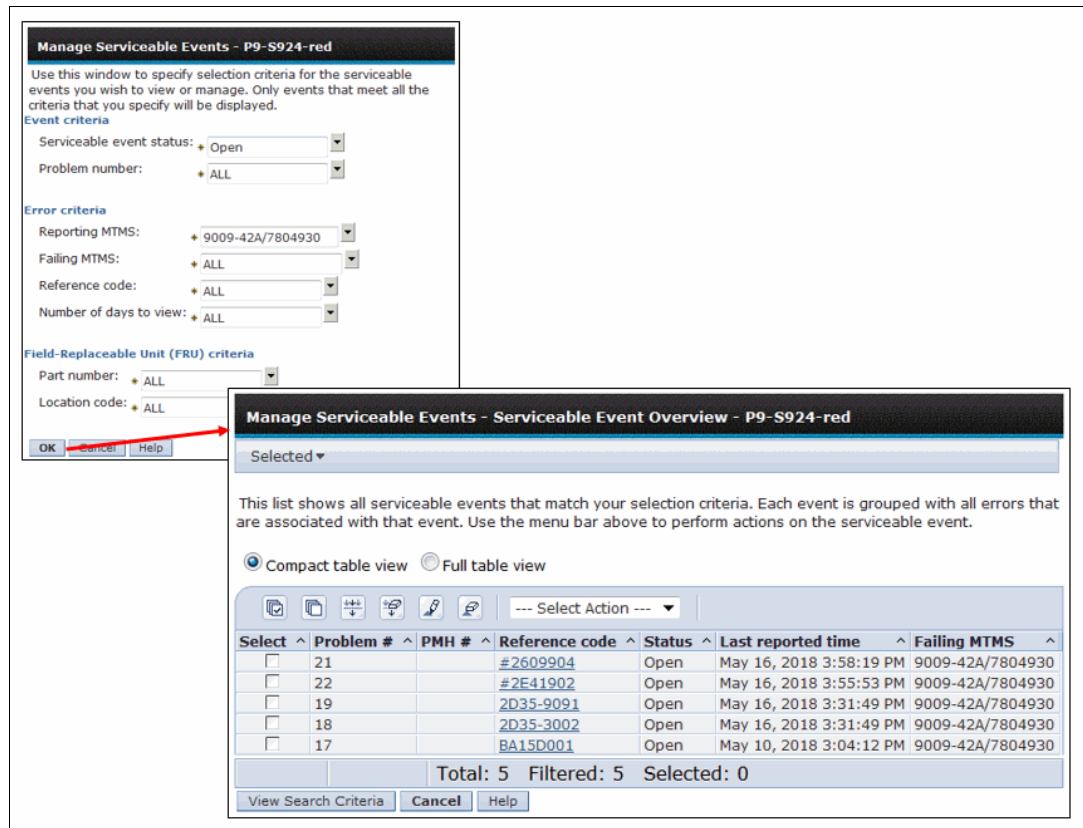 Manage Serviceable Events - P9-S924-red
Use this window to specify selection criteria for the serviceable
events you wish to view or manage. Only events that meet all the
criteria that you specify will be displayed.
Event criteria
Serviceable event status: Open
Problem number: ALL
Error criteria
Reporting MTMS: 9009-42A/7804930
Failing MTMS: ALL
Reference code: ALL
Number of days to view: ALL
Field-Replaceable Unit (FRU) criteria
Part number: ALL
Location code: ALL
OK Cancel Help
Manage Serviceable Events - Serviceable Event Overview - P9-S924-red
Selected
This list shows all serviceable events that match your selection criteria. Each event is grouped with all errors that
are associated with that event. Use the menu bar above to perform actions on the serviceable event.
Compact table view Full table view
--- Select Action ---
Select ^ Problem # ^ PMH # ^ Reference code ^ Status ^ Last reported time ^ Failing MTMS ^
21 #2609904 Open May 16, 2018 3:58:19 PM 9009-42A/7804930
22 #2E41902 Open May 16, 2018 3:55:53 PM 9009-42A/7804930
19 2D35-9091 Open May 16, 2018 3:31:49 PM 9009-42A/7804930
18 2D35-3002 Open May 16, 2018 3:31:49 PM 9009-42A/7804930
17 BA15D001 Open May 10, 2018 3:04:12 PM 9009-42A/7804930
Total: 5 Filtered: 5 Selected: 0
View Search Criteria Cancel Help